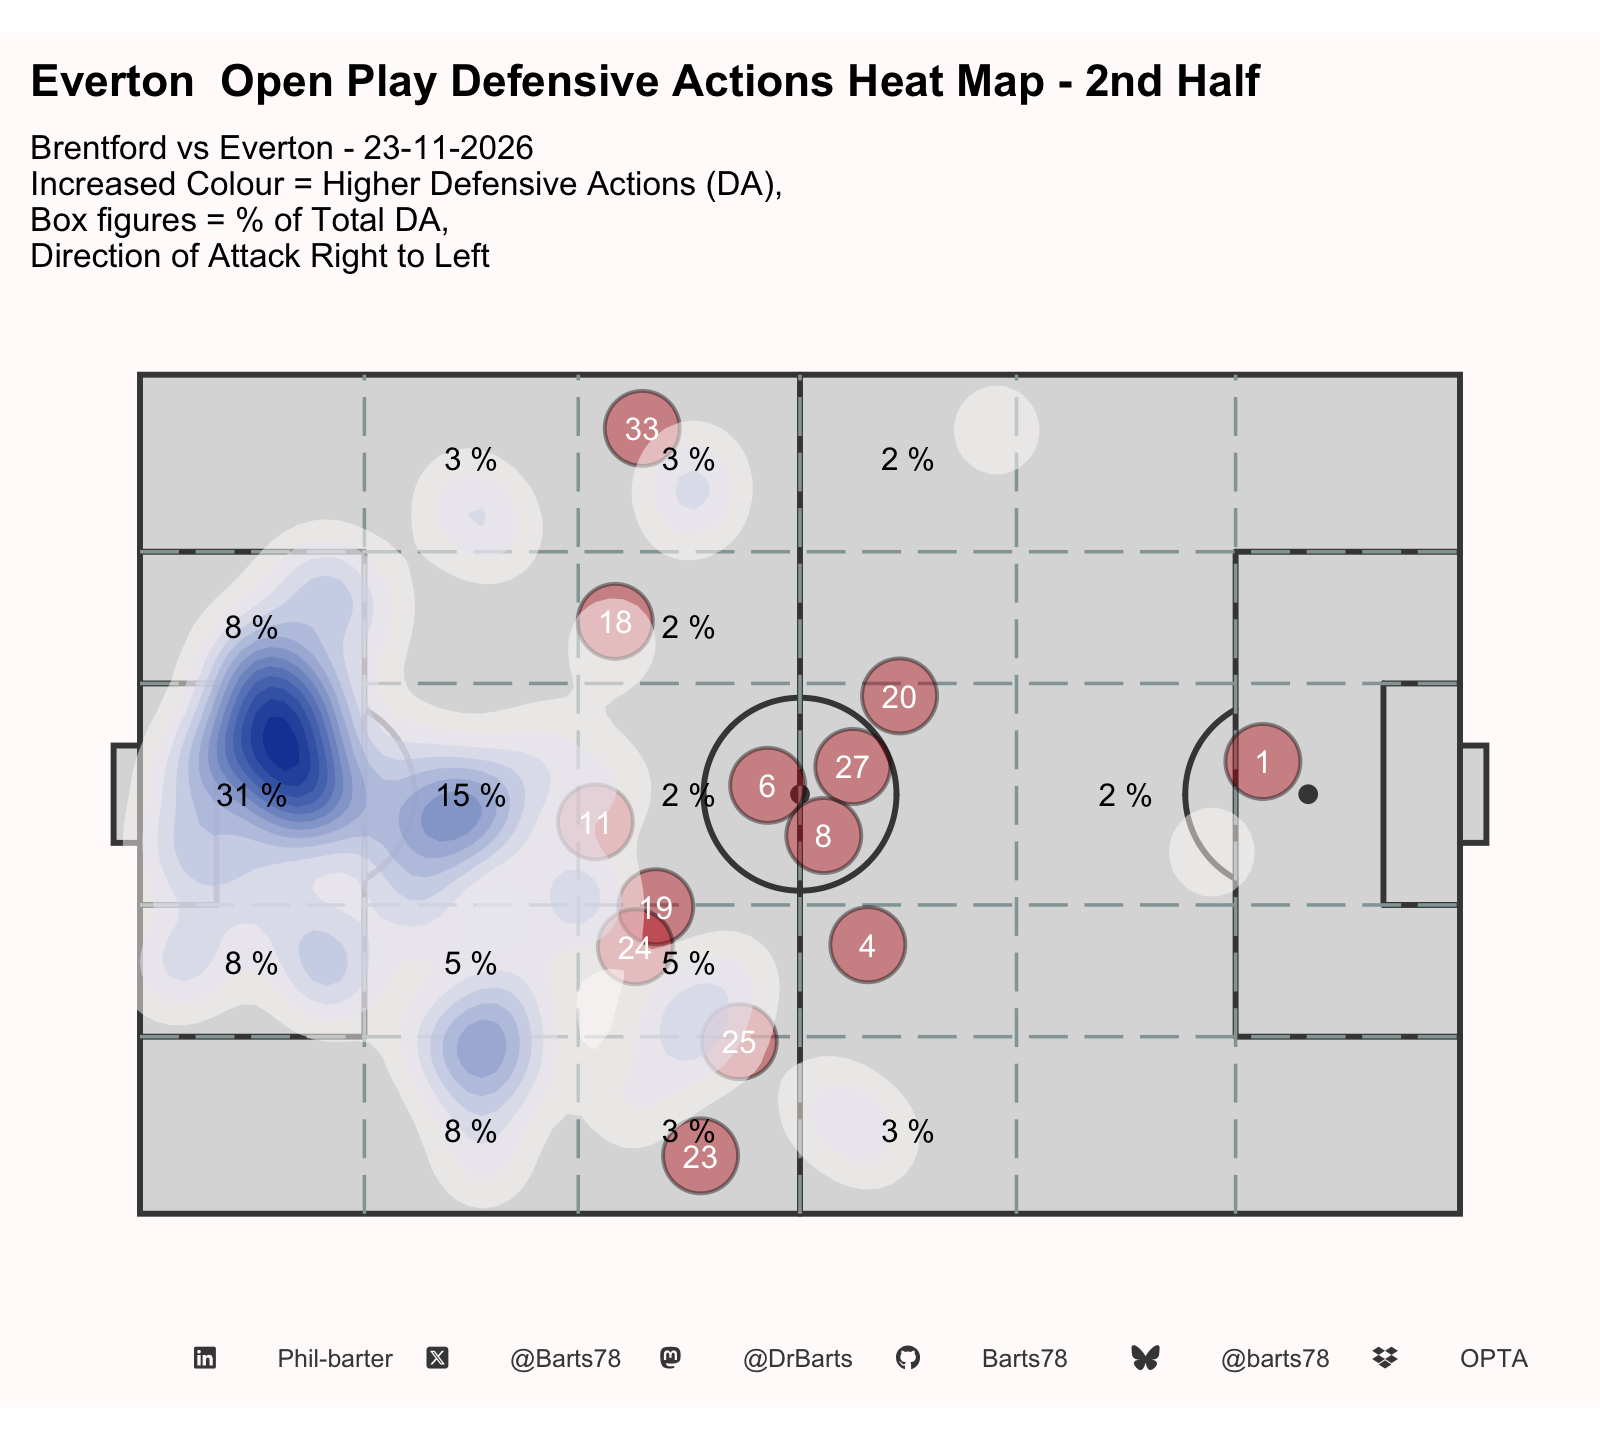 Everton  Open Play Defensive Actions Heat Map - 2nd Half
Brentford vs Everton - 23-11-2026
Increased Colour = Higher Defensive Actions (DA),
Box figures = % of Total DA,
Direction of Attack Right to Left
33
3 %
3 %
2 %
18
8 %
2 %
20
1
27
6
31 %
15 %
2 %
2 %
11
8
19
4
24
8 %
5 %
5 %
25
8 %
3 %
3 %
23
Phil-barter
@Barts78
@DrBarts
Barts78
@barts78
OPTA